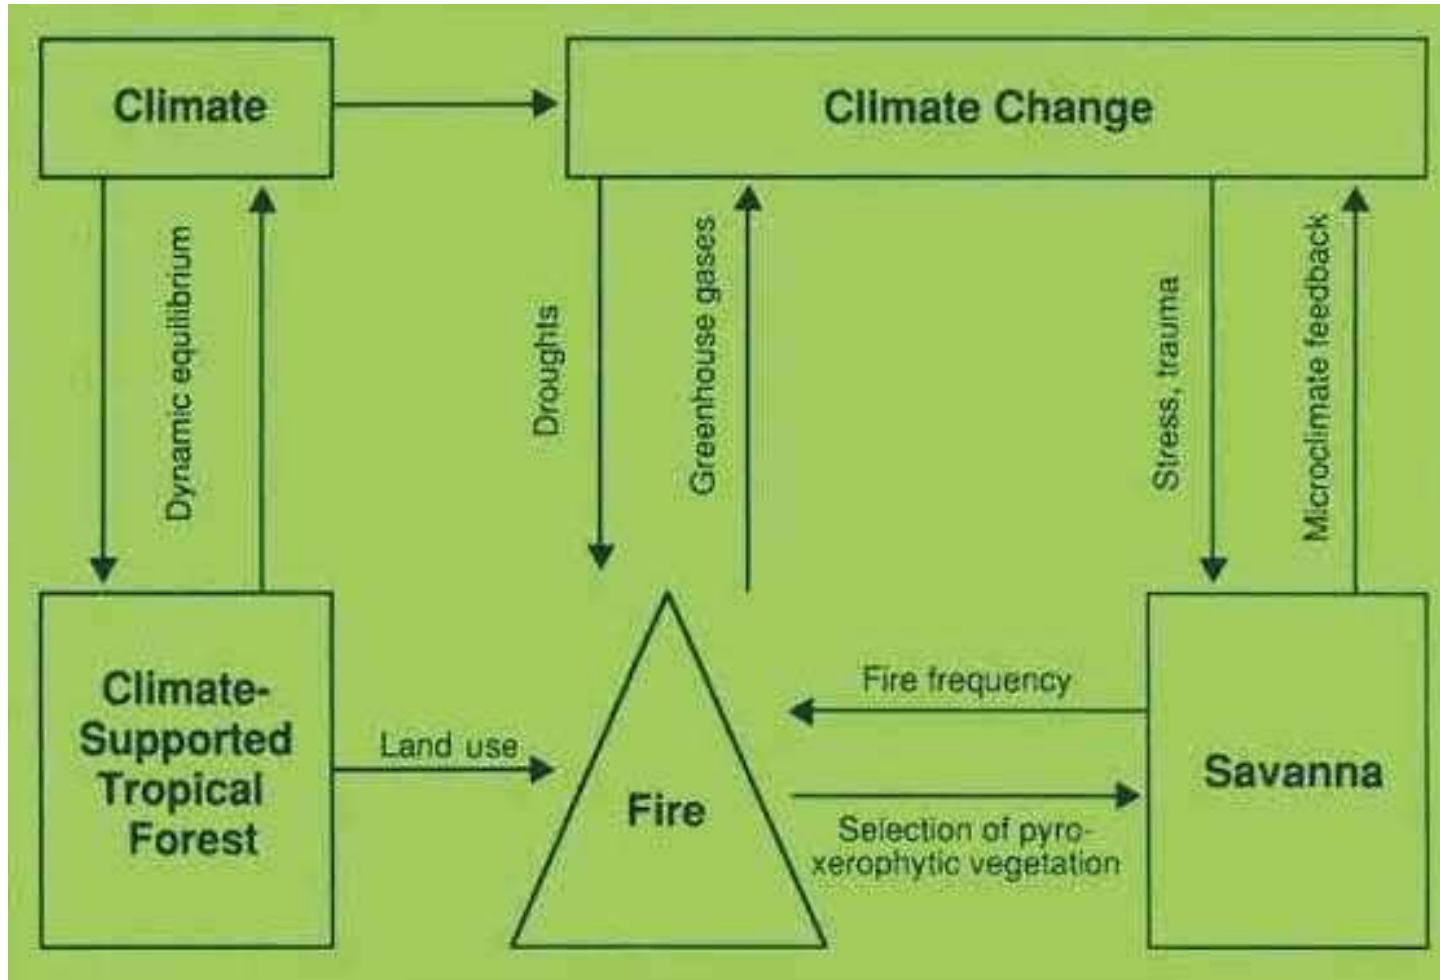 Climate
Climate Change
Dynamic equilibrium
Droughts
Greenhouse gases
Stress, trauma
Microclimate feedback
Climate-
Supported
Tropical
Forest
Land use
Fire
Fire frequency
Selection of pyro-
xerophytic vegetation
Savanna